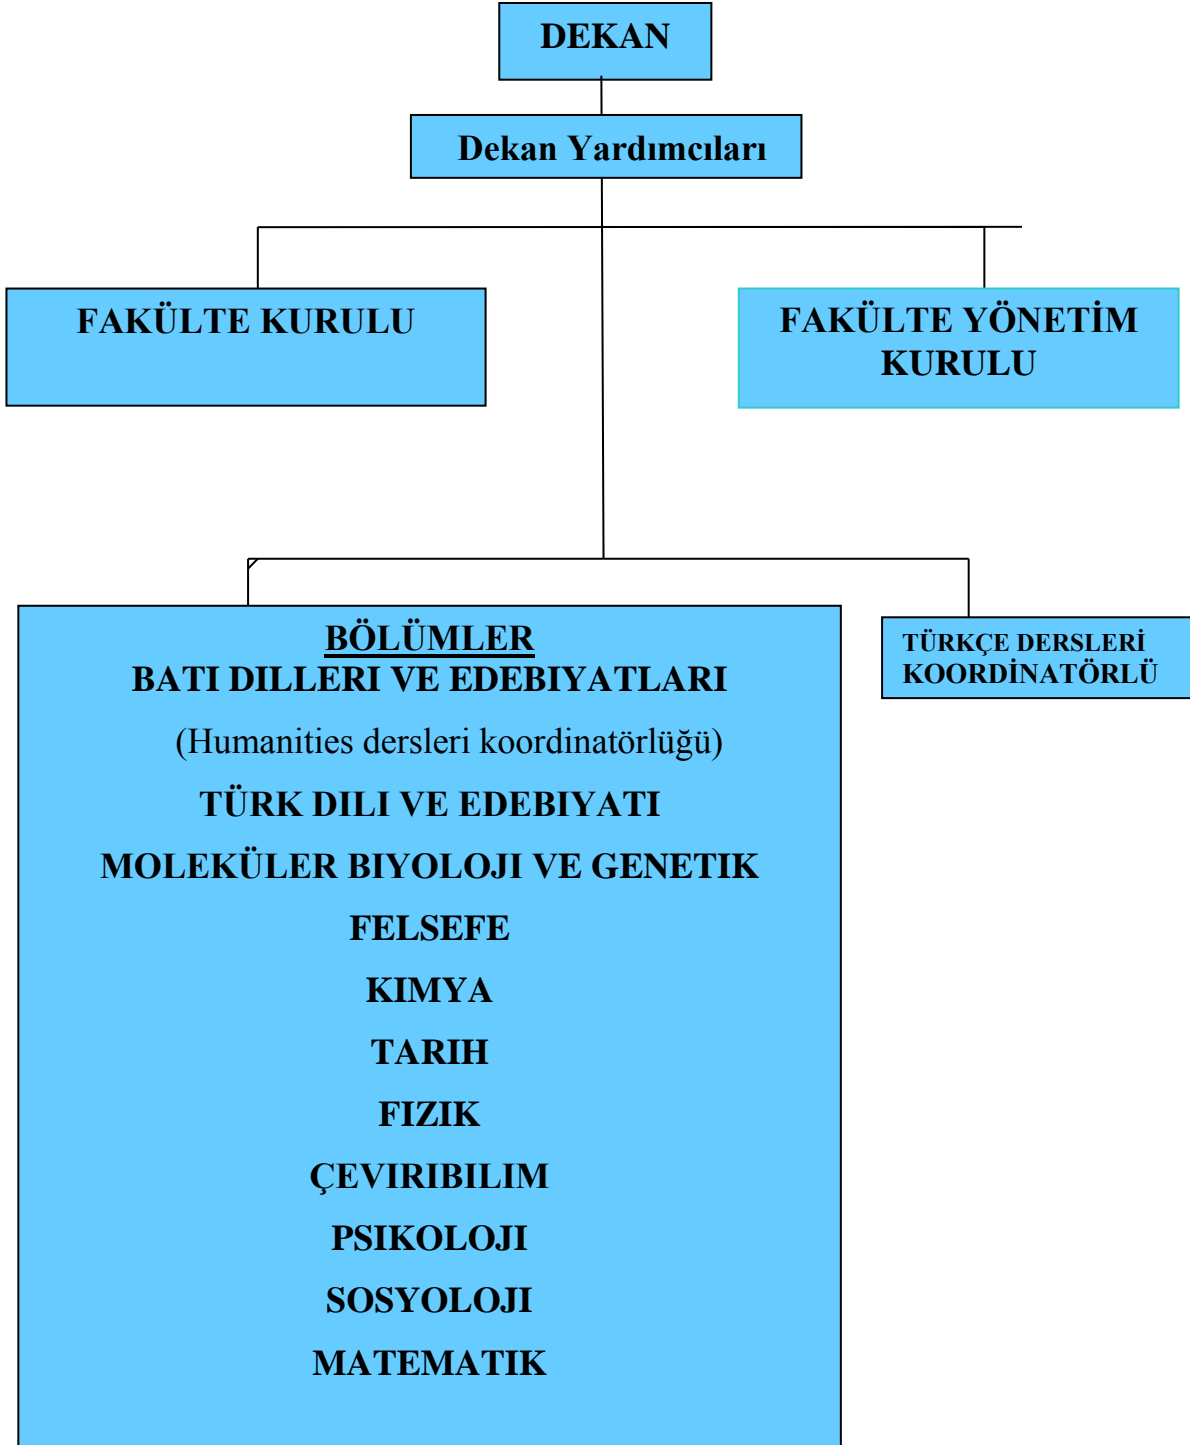 DEKAN
Dekan Yardımcıları
FAKÜLTE KURULU
FAKÜLTE YÖNETİM
KURULU
BÖLÜMLER
BATI DILLERI VE EDEBIYATLARI
(Humanities dersleri koordinatörlüğü)
TÜRK DILI VE EDEBIYATI
MOLEKÜLER BIYOLOJI VE GENETIK
FELSEFE
KIMYA
TARIH
FIZIK
ÇEVIRIBILIM
PSIKOLOJI
SOSYOLOJI
MATEMATIK
TÜRKÇE DERSLERİ
KOORDİNATÖRLÜ